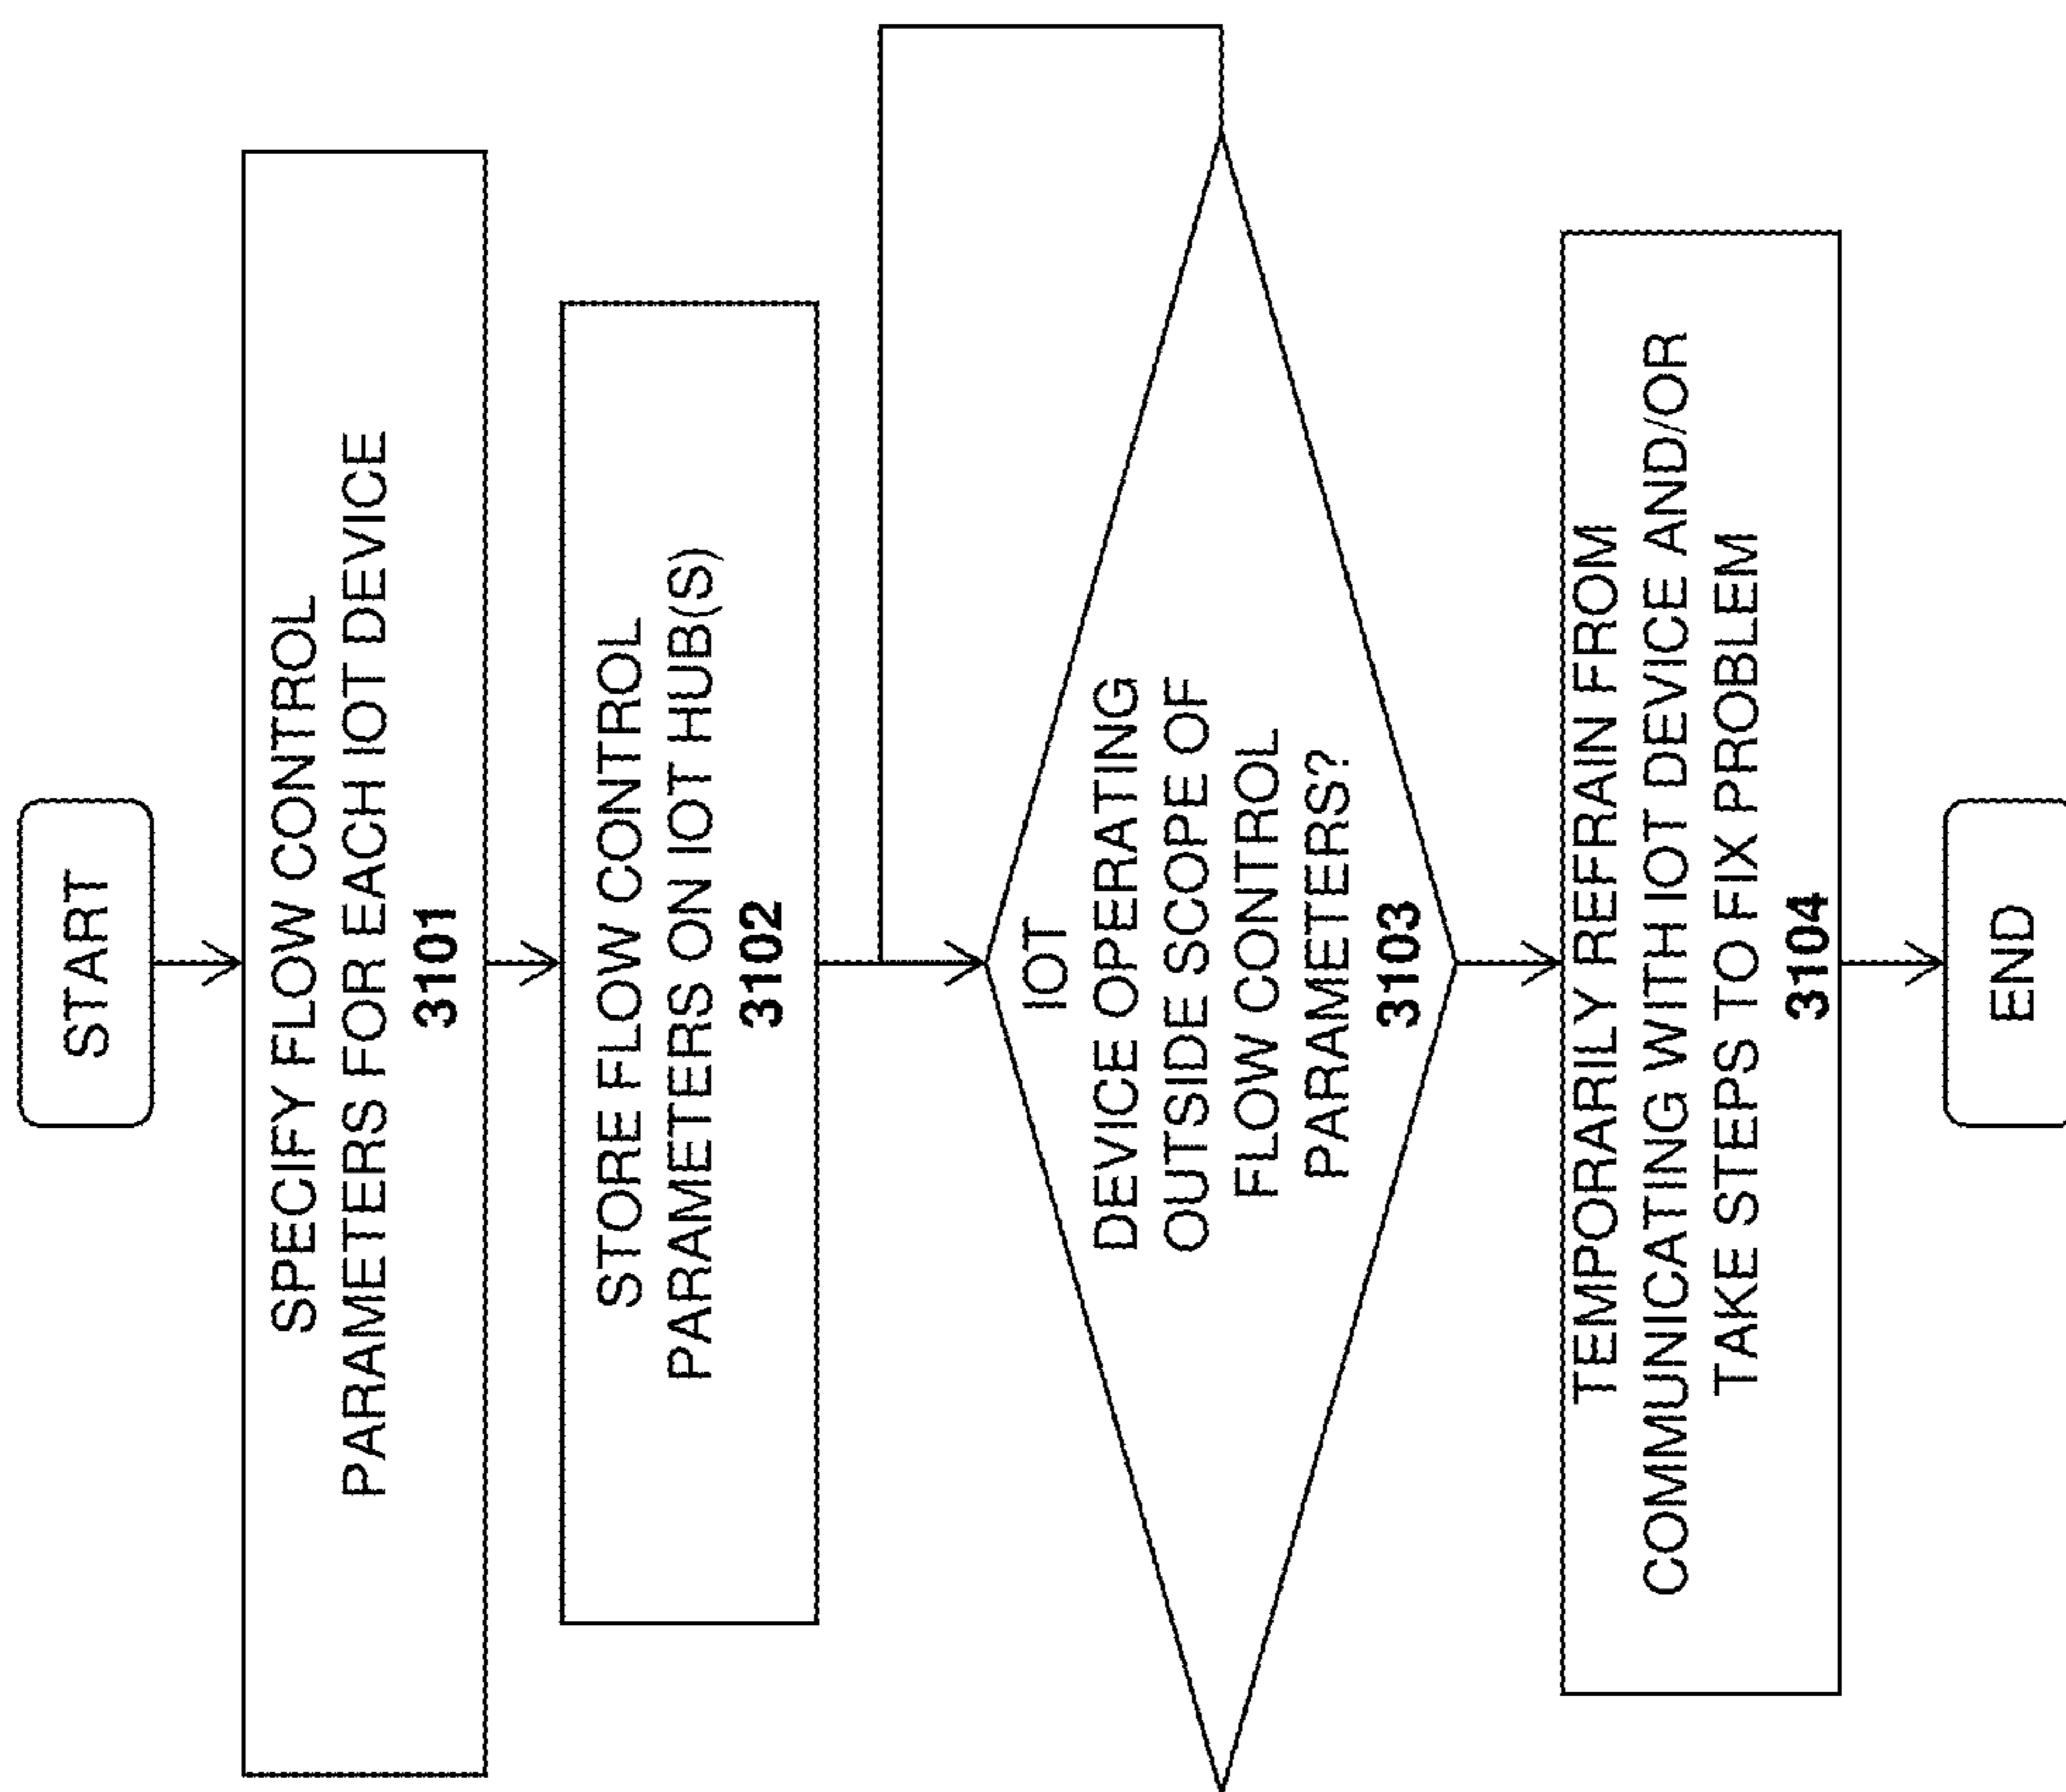 START
SPECIFY FLOW CONTROL
PARAMETERS FOR EACH IOT DEVICE
3101
STORE FLOW CONTROL
PARAMETERS ON IOT HUB(S)
3102
IOT
DEVICE OPERATING
OUTSIDE SCOPE OF
FLOW CONTROL
PARAMETERS?
3103
TEMPORARILY REFRAIN FROM
COMMUNICATING WITH IOT DEVICE AND/OR
TAKE STEPS TO FIX PROBLEM
3104
END